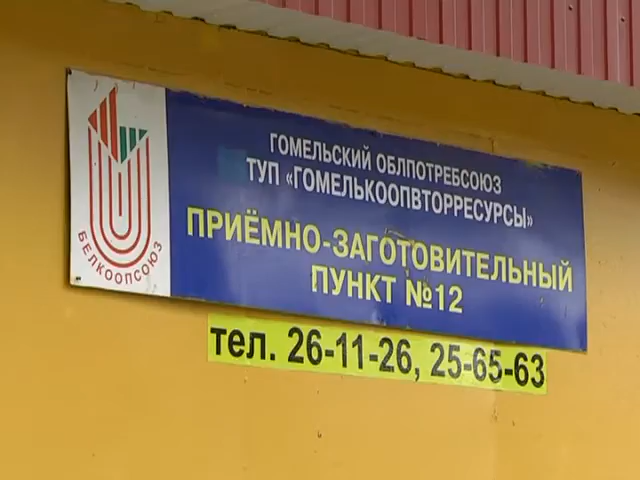 БЕЛКООПСОЮЗ
ГОМЕЛЬСКИЙ ОБЛПОТРЕБСОЮЗ
ТУП «ГОМЕЛЬКООПВТОРРЕСУРСЫ»
ПРИЁМНО-ЗАГОТОВИТЕЛЬНЫЙ
ПУНКТ №12
тел. 26-11-26, 25-65-63